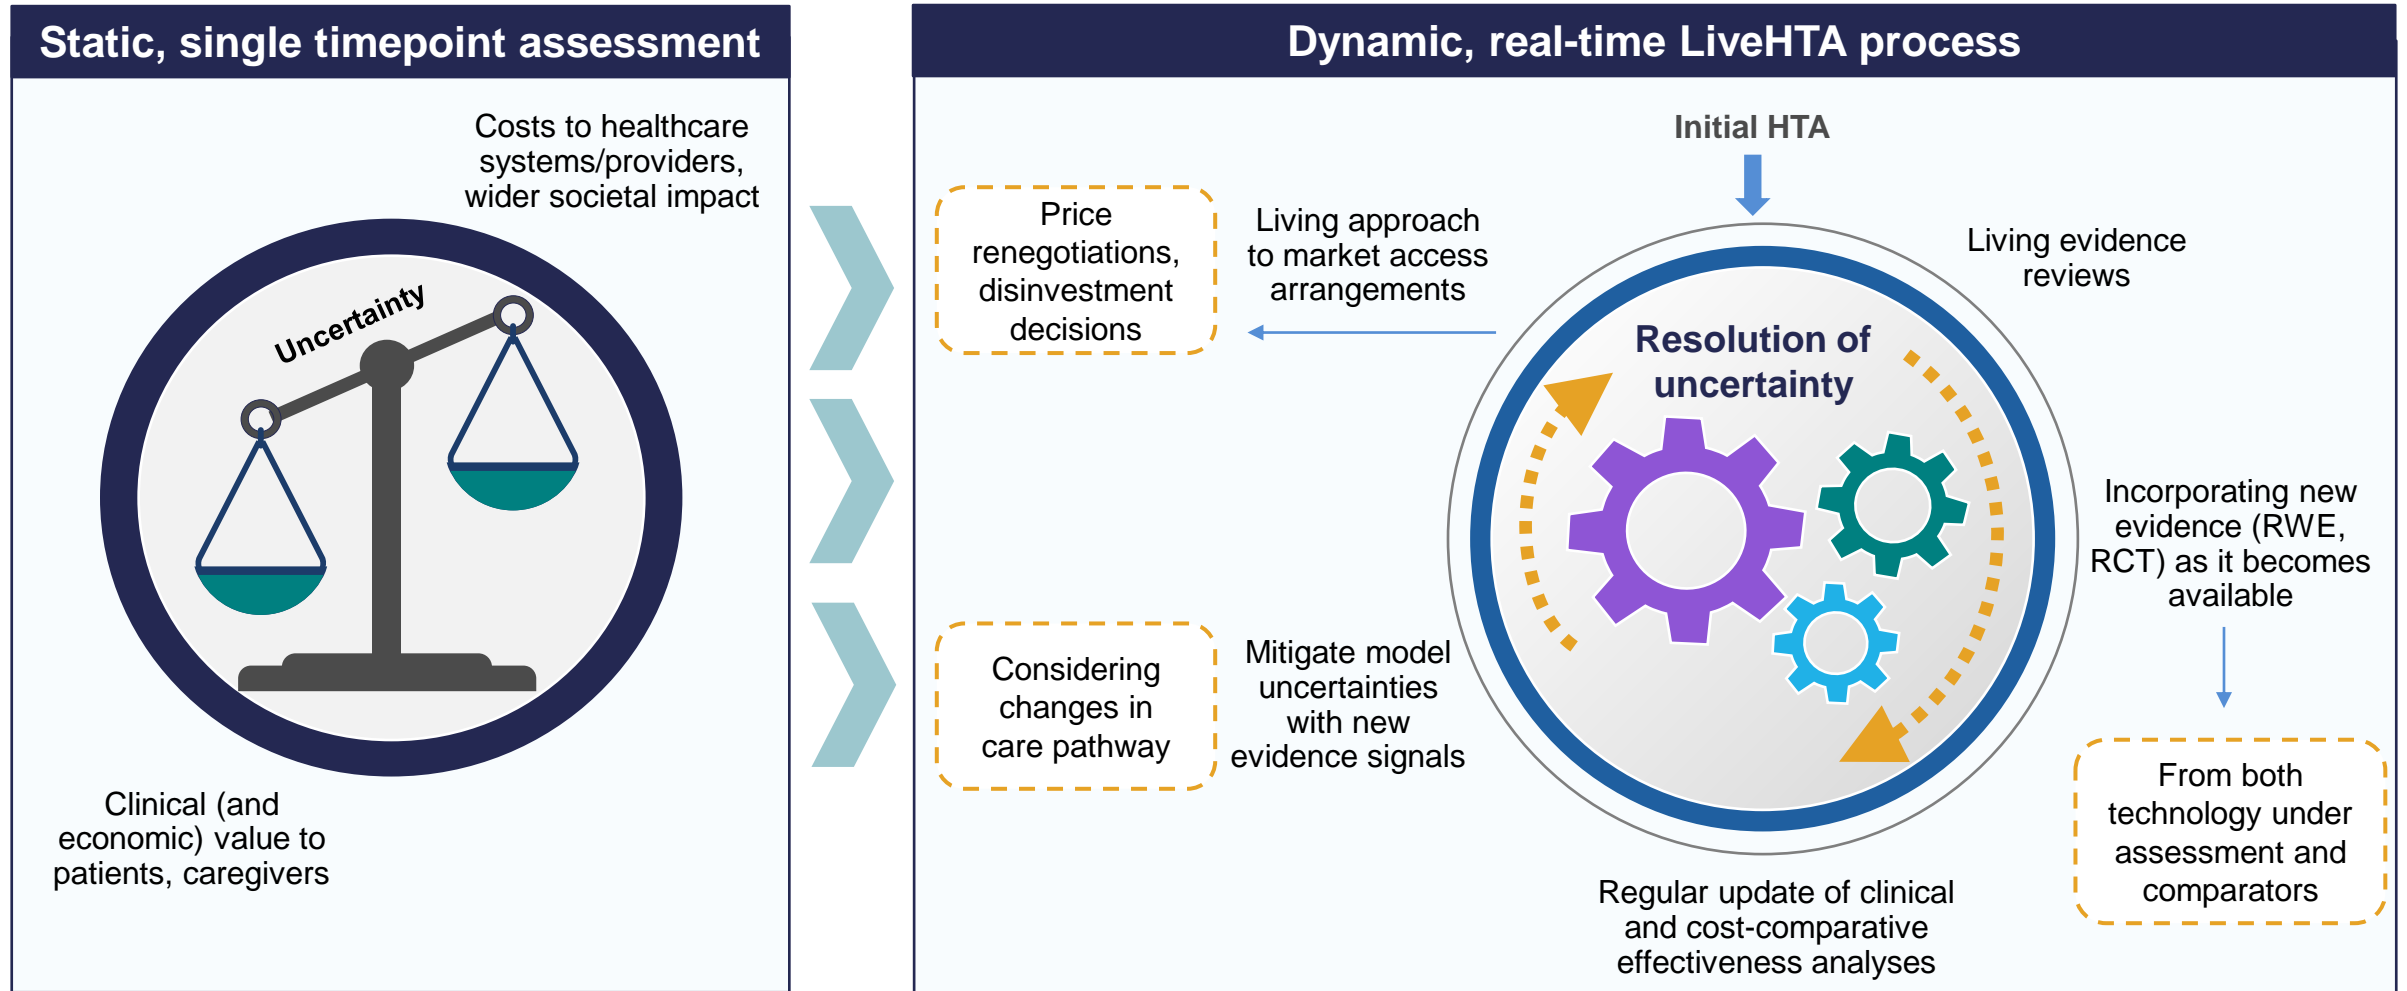 Static, single timepoint assessment
Costs to healthcare
systems/providers,
wider societal impact
Uncertainty
Clinical (and
economic) value to
patients, caregivers
Dynamic, real-time LiveHTA process
Initial HTA
Living evidence
reviews
Incorporating new
evidence (RWE,
RCT) as it becomes
available
From both
technology under
assessment and
comparators
Regular update of clinical
and cost-comparative
effectiveness analyses
Mitigate model
uncertainties
with new
evidence signals
Considering
changes in
care pathway
Living approach
to market access
arrangements
Price
renegotiations,
disinvestment
decisions
Resolution of
uncertainty